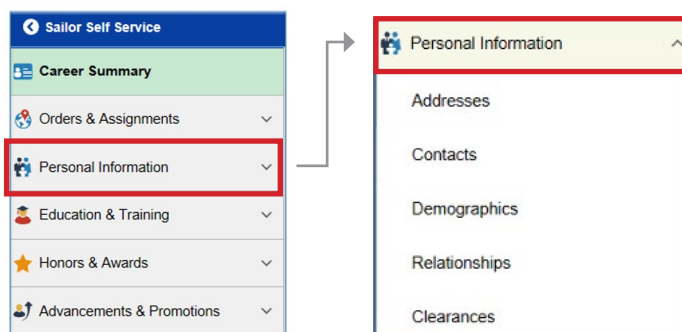 Sailor Self Service
Career Summary
Orders & Assignments
Personal Information
Education & Training
Honors & Awards
Advancements & Promotions
Personal Information
Addresses
Contacts
Demographics
Relationships
Clearances